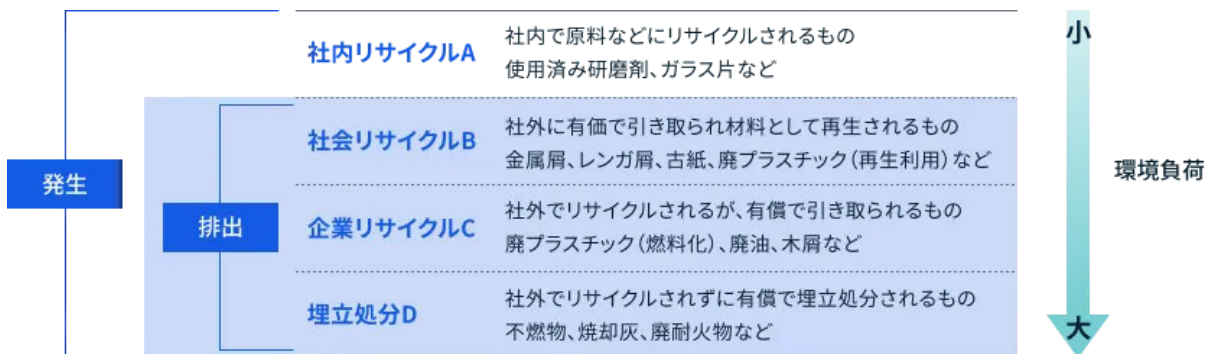 発生
排出
社内リサイクルA
社内で原料などにリサイクルされるもの
使用済み研磨剤、ガラス片など
社会リサイクルB
社外に有価で引き取られ材料として再生されるもの
金属屑、レンガ屑、古紙、廃プラスチック（再生利用）など
企業リサイクルC
社外でリサイクルされるが、有償で引き取られるもの
廃プラスチック（燃料化）、廃油、木屑など
埋立処分D
社外でリサイクルされずに有償で埋立処分されるもの
不燃物、焼却灰、廃耐火物など
小
大
環境負荷